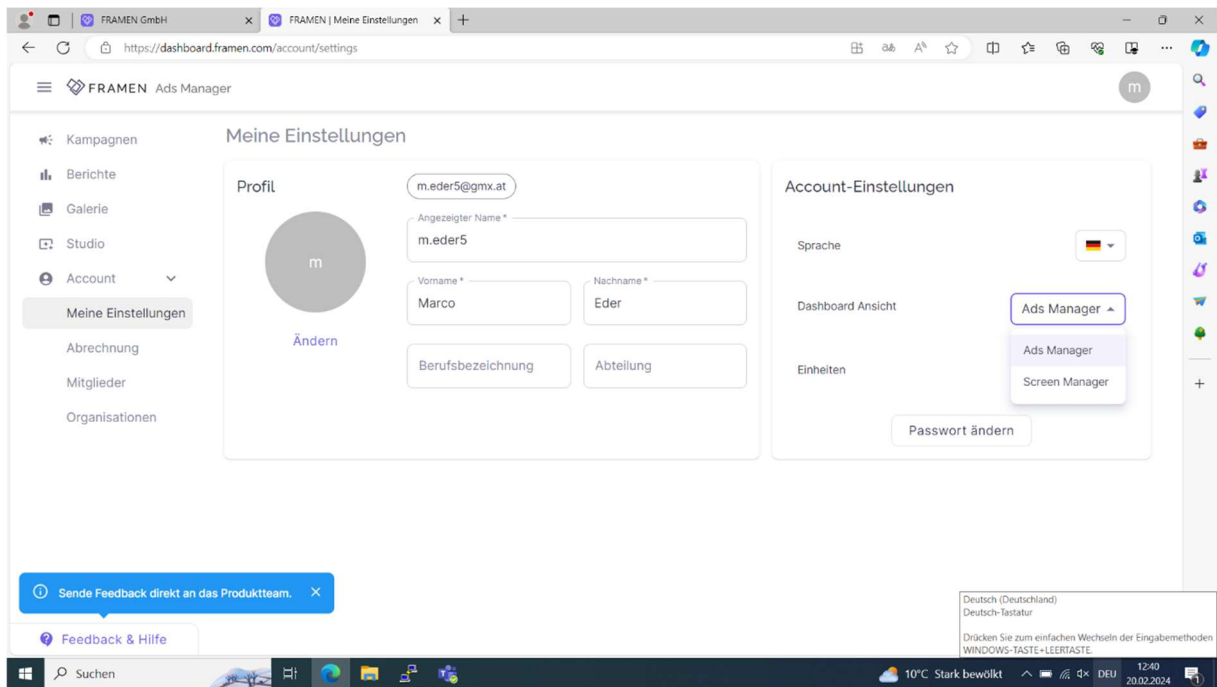 FRAMEN GmbH
FRAMEN | Meine Einstellungen
https://dashboard.framen.com/account/settings
FRAMEN Ads Manager
m
Kampagnen
Berichte
Galerie
Studio
Account
Meine Einstellungen
Abrechnung
Mitglieder
Organisationen
Meine Einstellungen
Profil
m
Ändern
m.eder5@gmx.at
Angezeigter Name *
m.eder5
Vorname *
Marco
Nachname *
Eder
Berufsbezeichnung
Abteilung
Account-Einstellungen
Sprache
Dashboard Ansicht
Ads Manager
Ads Manager
Screen Manager
Einheiten
Passwort ändern
Sende Feedback direkt an das Produktteam.
Feedback & Hilfe
Deutsch (Deutschland)
Deutsch-Tastatur
Drücken Sie zum einfachen Wechseln der Eingabemethoden
WINDOWS-TASTE+LEERTASTE.
Suchen
10°C Stark bewölkt
DEU
12:40
20.02.2024